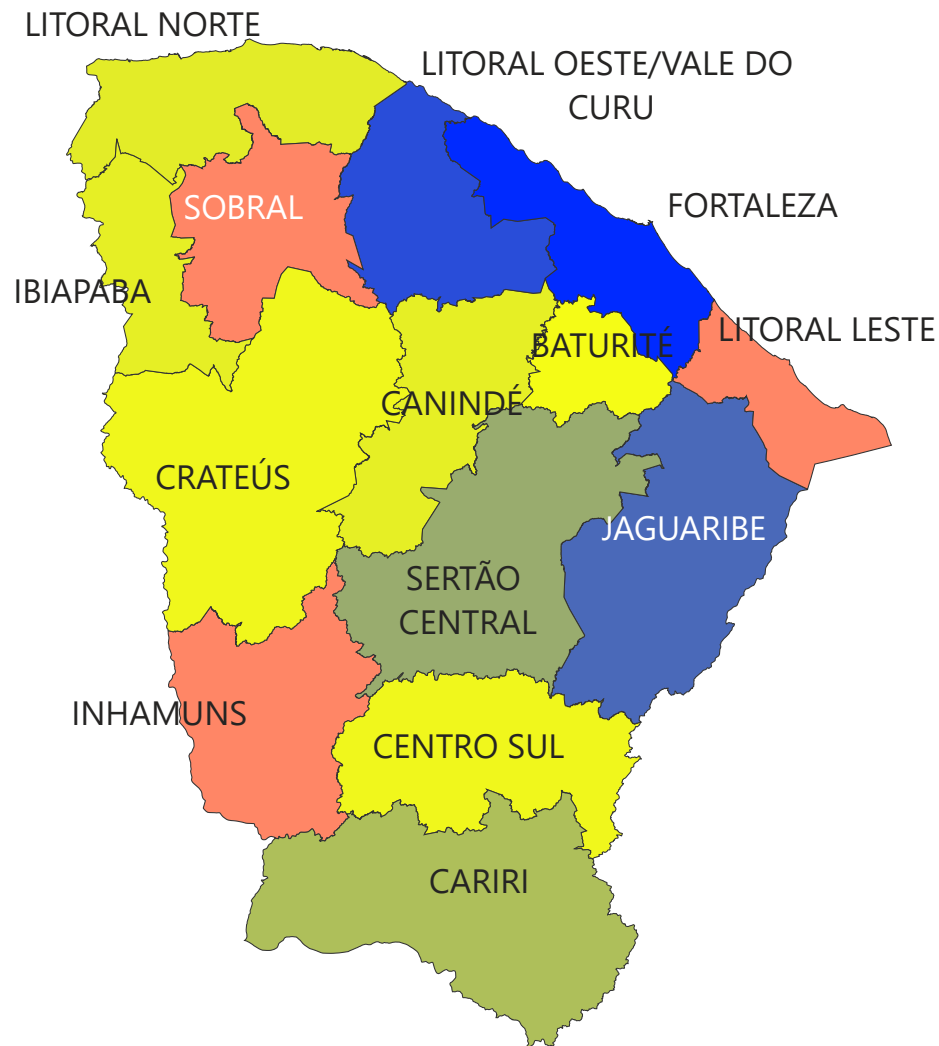 LITORAL NORTE
LITORAL OESTE/VALE DO
CURU
SOBRAL
FORTALEZA
IBIAPABA
LITORAL LESTE
BATURITÉ
CANINDÉ
CRATEÚS
JAGUARIBE
SERTÃO
CENTRAL
INHAMUNS
CENTRO SUL
CARIRI